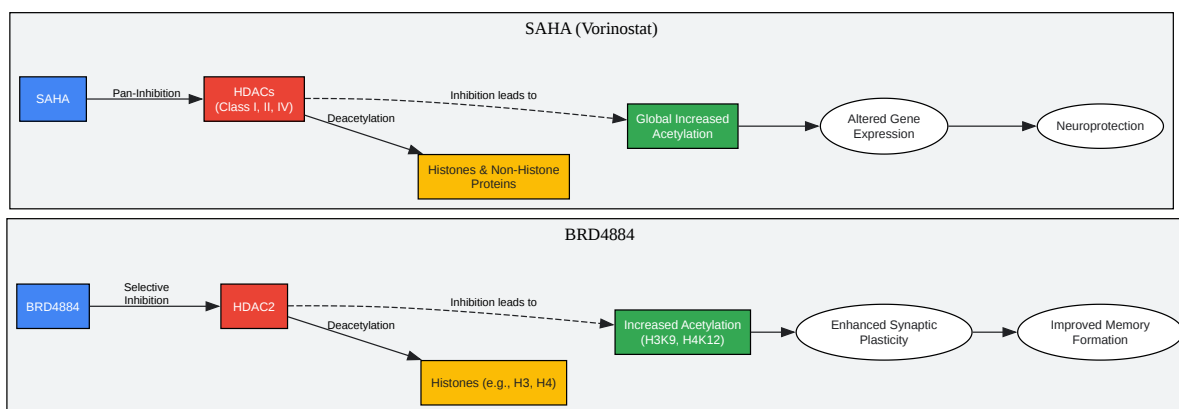 SAHA (Vorinostat)
SAHA
Pan-Inhibition
HDACs
(Class I, II, IV)
Inhibition leads to
Deacetylation
Global Increased
Acetylation
Altered Gene
Expression
Neuroprotection
Histones & Non-Histone
Proteins
BRD4884
BRD4884
Selective
Inhibition
HDAC2
Inhibition leads to
Deacetylation
Increased Acetylation
(H3K9, H4K12)
Enhanced Synaptic
Plasticity
Improved Memory
Formation
Histones (e.g., H3, H4)